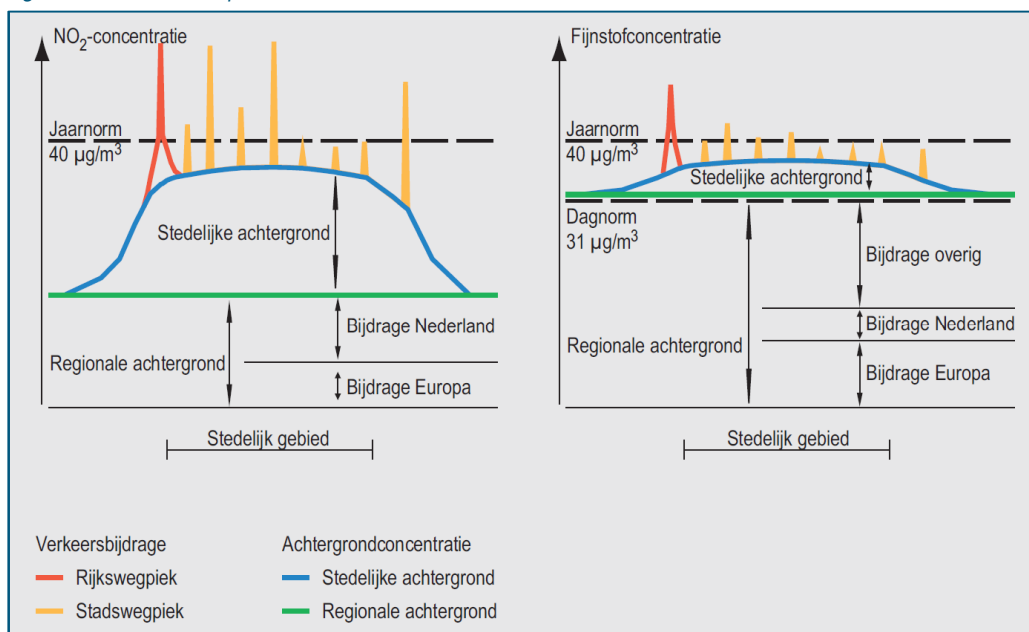 NO₂-concentratie
Jaarnorm
40 µg/m³
Stedelijke achtergrond
Regionale achtergrond
Bijdrage Nederland
Bijdrage Europa
Stedelijk gebied
Fijnstofconcentratie
Jaarnorm
40 µg/m³
Stedelijke achtergrond
Dagnorm
31 µg/m³
Bijdrage overig
Bijdrage Nederland
Regionale achtergrond
Bijdrage Europa
Stedelijk gebied
Verkeersbijdrage
Rijkswegpiek
Stadswegpiek
Achtergrondconcentratie
Stedelijke achtergrond
Regionale achtergrond